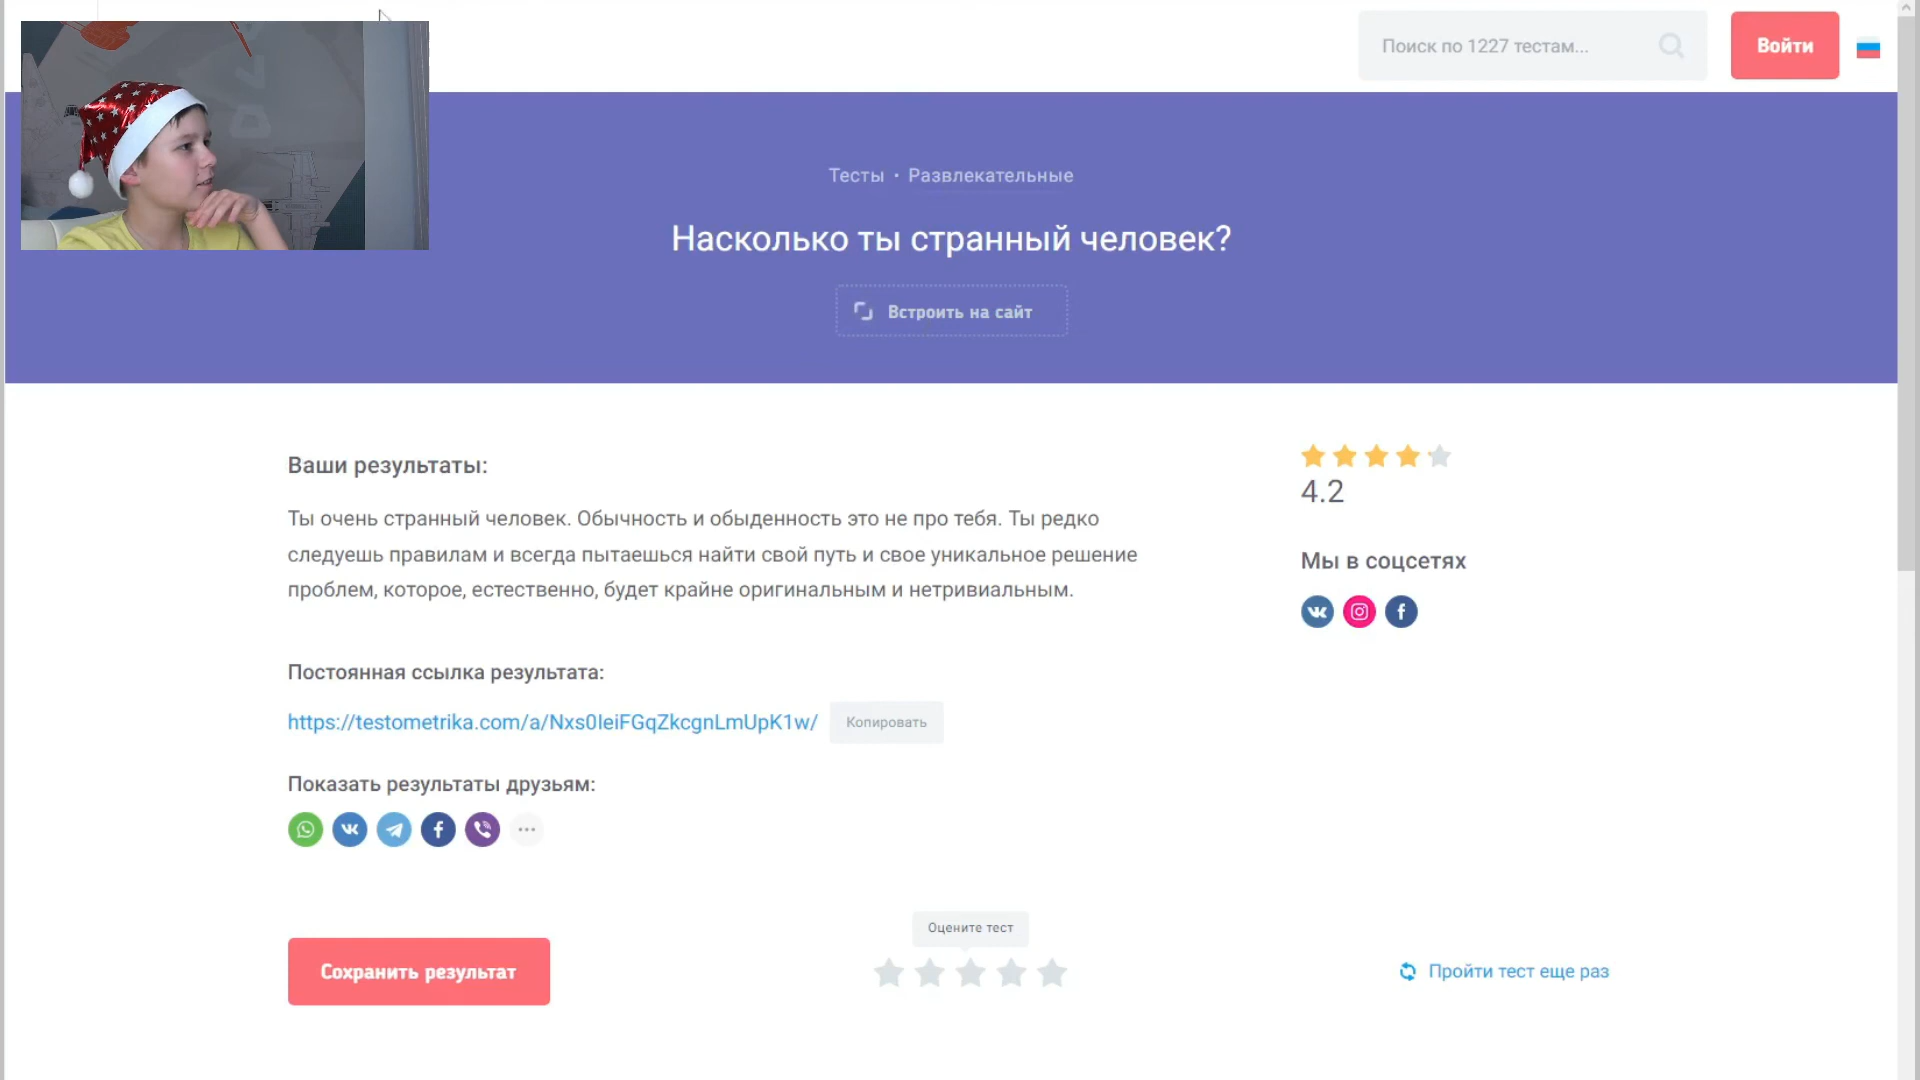 Поиск по 1227 тестам...
Войти
Тесты • Развлекательные
Насколько ты странный человек?
Встроить на сайт
Ваши результаты:
Ты очень странный человек. Обычность и обыденность это не про тебя. Ты редко
следуешь правилам и всегда пытаешься найти свой путь и свое уникальное решение
проблем, которое, естественно, будет крайне оригинальным и нетривиальным.
4.2
Мы в соцсетях
Постоянная ссылка результата:
https://testometrika.com/a/Nxs0IeiFGqZkcgnLmUpK1w/
Копировать
Показать результаты друзьям:
Оцените тест
Сохранить результат
Пройти тест еще раз